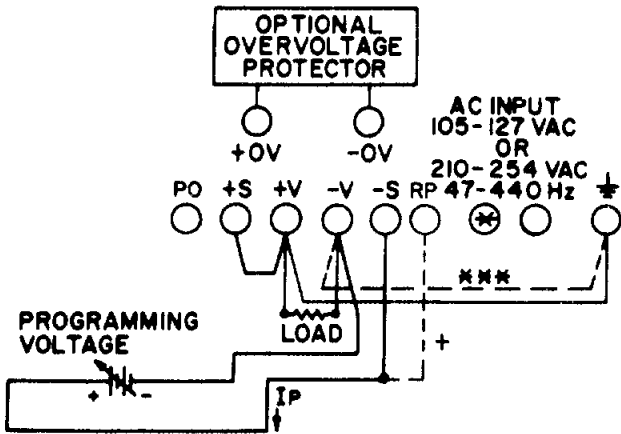 OPTIONAL
OVERVOLTAGE
PROTECTOR
+OV
-OV
AC INPUT
105-127 VAC
OR
210-254 VAC
47-440 Hz
PO
+S
+V
-V
-S
RP
*
***
LOAD
PROGRAMMING
VOLTAGE
+
-
+
IP